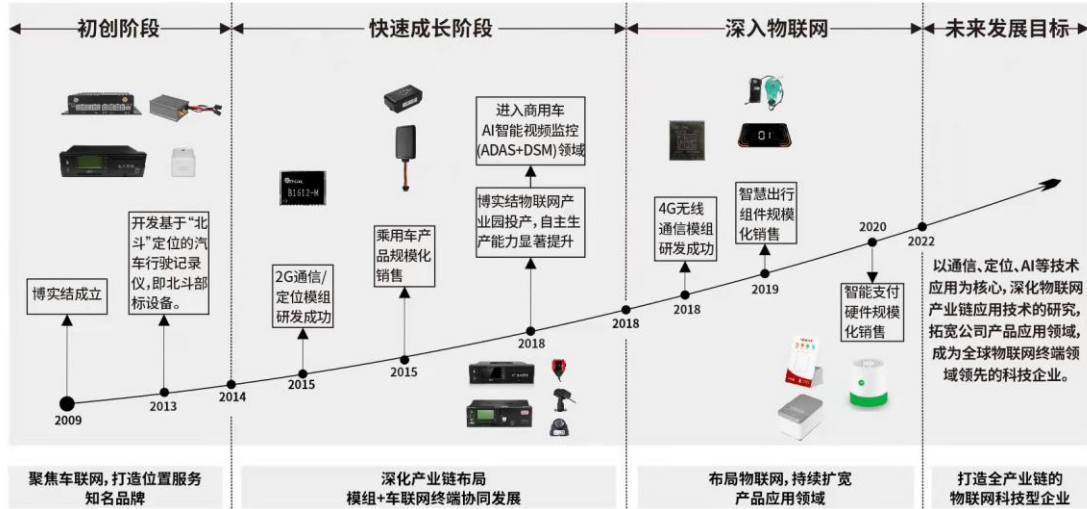 初创阶段
快速成长阶段
深入物联网
未来发展目标
博实结成立
2009
开发基于“北
斗”定位的汽
车行驶记录
仪,即北斗部
标设备。
2013
2014
B1612-M
2G通信/
定位模组
研发成功
2015
乘用车产
品规模化
销售
2015
进入商用车
AI智能视频监控
(ADAS+DSM)领域
博实结物联网产
业园投产,自主生
产能力显著提升
2018
2018
4G无线
通信模组
研发成功
2018
01
智慧出行
组件规模
化销售
2019
2020
智能支付
硬件规模
化销售
2022
以通信、定位、AI等技术
应用为核心,深化物联网
产业链应用技术的研究,
拓宽公司产品应用领域,
成为全球物联网终端领
域领先的科技企业。
聚焦车联网,打造位置服务
知名品牌
深化产业链布局
模组+车联网终端协同发展
布局物联网,持续扩宽
产品应用领域
打造全产业链的
物联网科技型企业